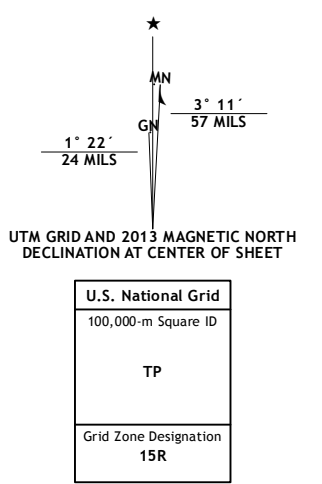 ★
MN
3° 11´
57 MILS
GN
1° 22´
24 MILS
UTM GRID AND 2013 MAGNETIC NORTH
DECLINATION AT CENTER OF SHEET
U.S. National Grid
100,000-m Square ID
TP
Grid Zone Designation
15R